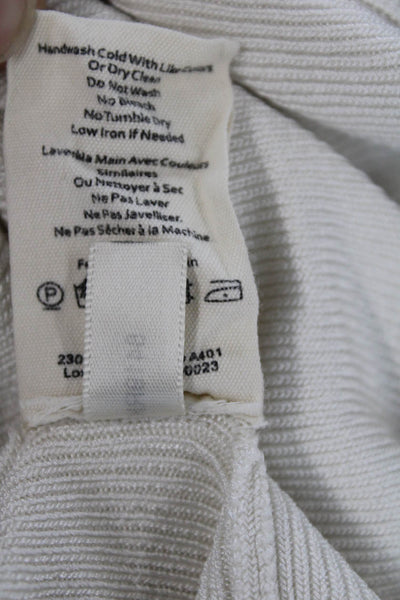 Handwash Cold With Like Colors
Or Dry Clean
Do Not Wash
No Bleach
No Tumble Dry
Low Iron If Needed
Laver à la Main Avec Couleurs
Similaires
Ou Nettoyer à Sec
Ne Pas Laver
Ne Pas Javelliser.
Ne Pas Sécher à la Machine
P
230 A401
Los 0023